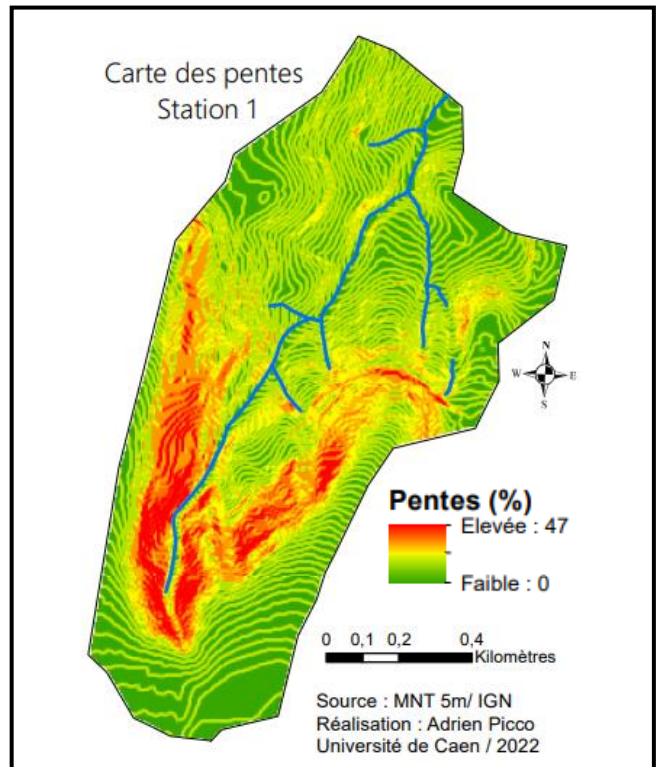 Carte des pentes
Station 1
N
W E
S
Pentes (%)
Elevée : 47
Faible : 0
0 0,1 0,2 0,4
Kilomètres
Source : MNT 5m/ IGN
Réalisation : Adrien Picco
Université de Caen / 2022